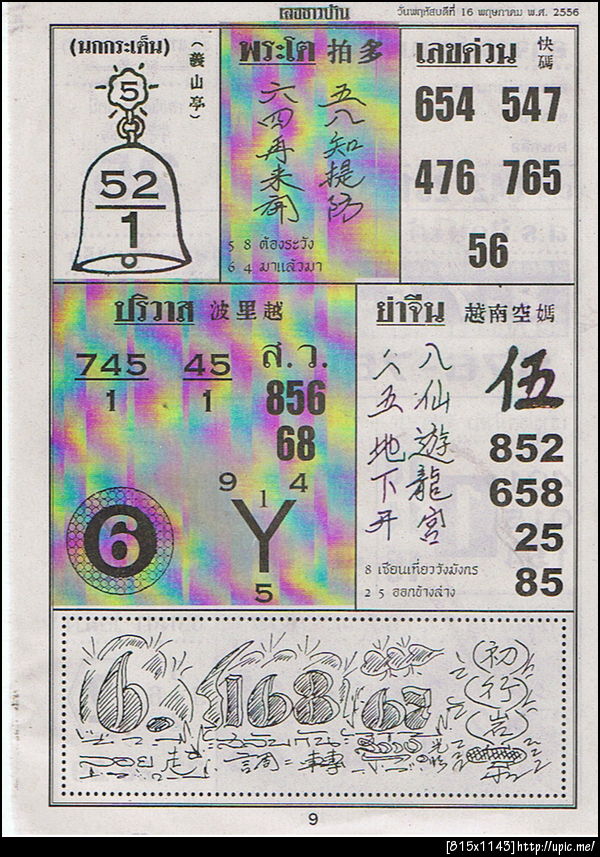 เลขชาวบ้าน
วันพฤหัสบดีที่ 16 พฤษภาคม พ.ศ. 2556
(นกกระเต็น)
(義山亭)
5
52
1
พระโต 拍多
五八知提防
六四再来開
5 8 ต้องระวัง
6 4 มาแล้วมา
เลขด่วน 快碼
654 547
476 765
56
ปริวาส 波里越
745 45
1 1
ส.ว.
856
68
6
9 1 4
Y
5
ย่าจีน 越南空媽
八仙遊龍宮
五地下
伍
852
658
25
85
8 เซียนเที่ยววังมังกร
2 5 ออกข้างล่าง
6. 168 67
初行
9
[815x1143]http://upic.me/